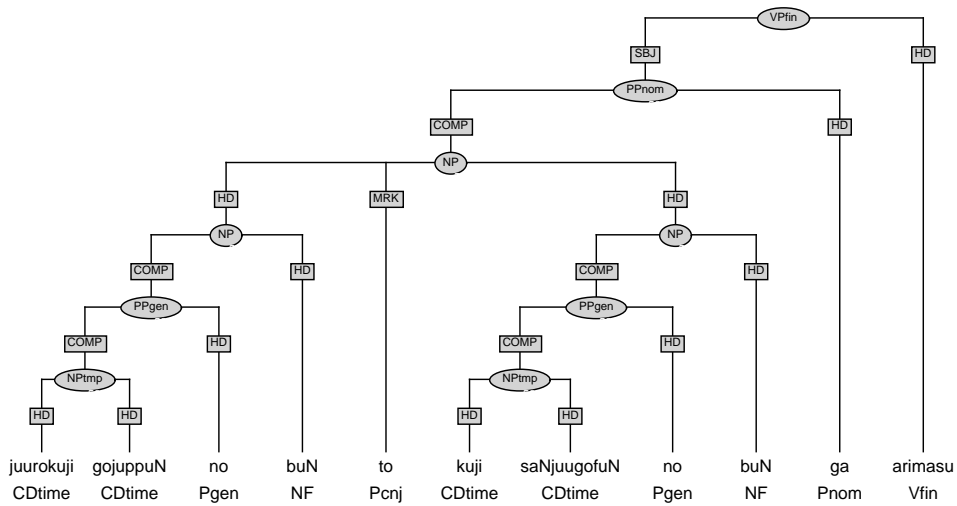 VPfin
SBJ HD
PPnom
COMP HD
NP
HD MRK HD
NP NP
COMP HD COMP HD
PPgen PPgen
COMP HD COMP HD
NPtmp NPtmp
HD HD HD HD
juurokuji gojuppuN no buN to kuji saNjuugofuN no buN ga arimasu
CDtime CDtime Pgen NF Pcnj CDtime CDtime Pgen NF Pnom Vfin